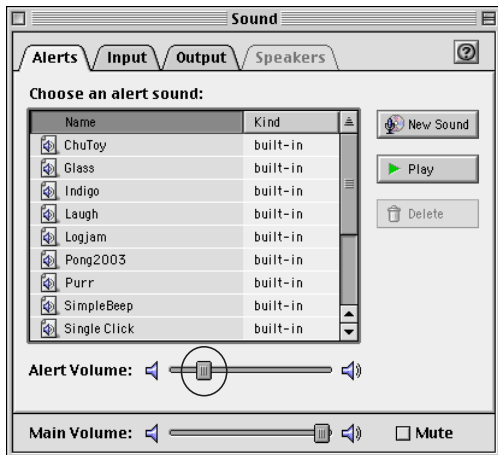 Sound
Alerts Input Output Speakers ?
Choose an alert sound:
Name Kind
ChuToy built-in
Glass built-in
Indigo built-in
Laugh built-in
Logjam built-in
Pong2003 built-in
Purr built-in
SimpleBeep built-in
Single Click built-in
New Sound
Play
Delete
Alert Volume:
Main Volume: Mute